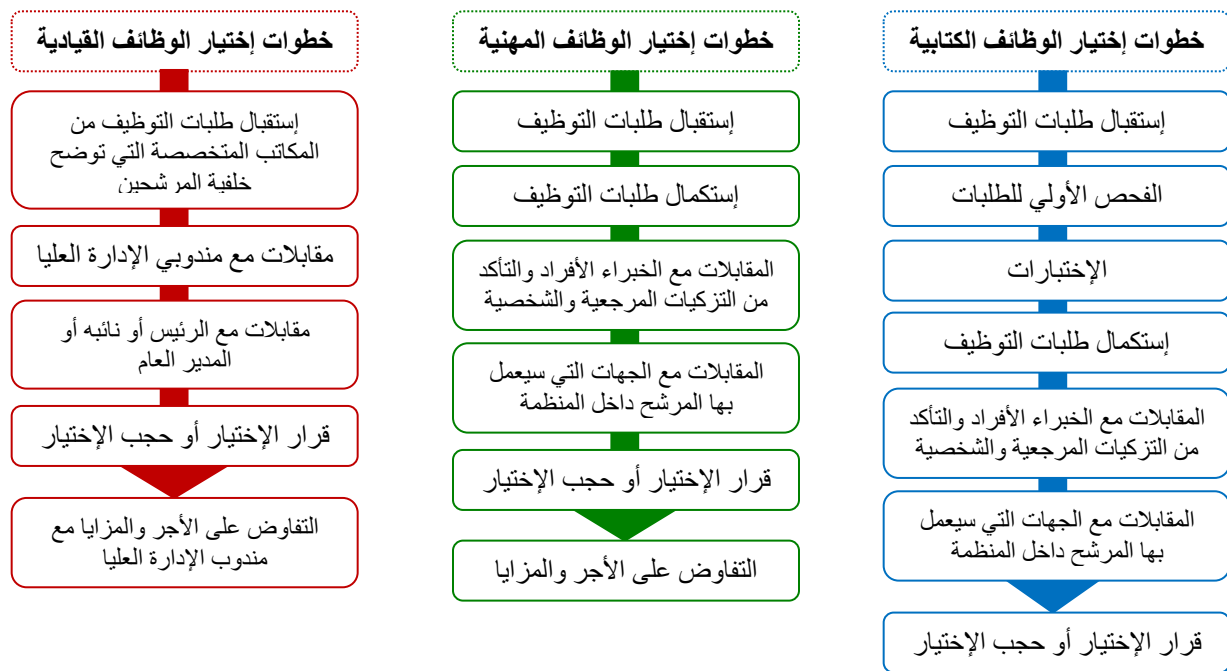 خطوات إختيار الوظائف الكتابية
إستقبال طلبات التوظيف
الفحص الأولي للطلبات
الإختبارات
إستكمال طلبات التوظيف
المقابلات مع الخبراء الأفراد والتأكد
من التزكيات المرجعية والشخصية
المقابلات مع الجهات التي سيعمل
بها المرشح داخل المنظمة
قرار الإختيار أو حجب الإختيار
خطوات إختيار الوظائف المهنية
إستقبال طلبات التوظيف
إستكمال طلبات التوظيف
المقابلات مع الخبراء الأفراد والتأكد
من التزكيات المرجعية والشخصية
المقابلات مع الجهات التي سيعمل
بها المرشح داخل المنظمة
قرار الإختيار أو حجب الإختيار
التفاوض على الأجر والمزايا
خطوات إختيار الوظائف القيادية
إستقبال طلبات التوظيف من
المكاتب المتخصصة التي توضح
خلفية المرشحين
مقابلات مع مندوبي الإدارة العليا
مقابلات مع الرئيس أو نائبه أو
المدير العام
قرار الإختيار أو حجب الإختيار
التفاوض على الأجر والمزايا مع
مندوب الإدارة العليا